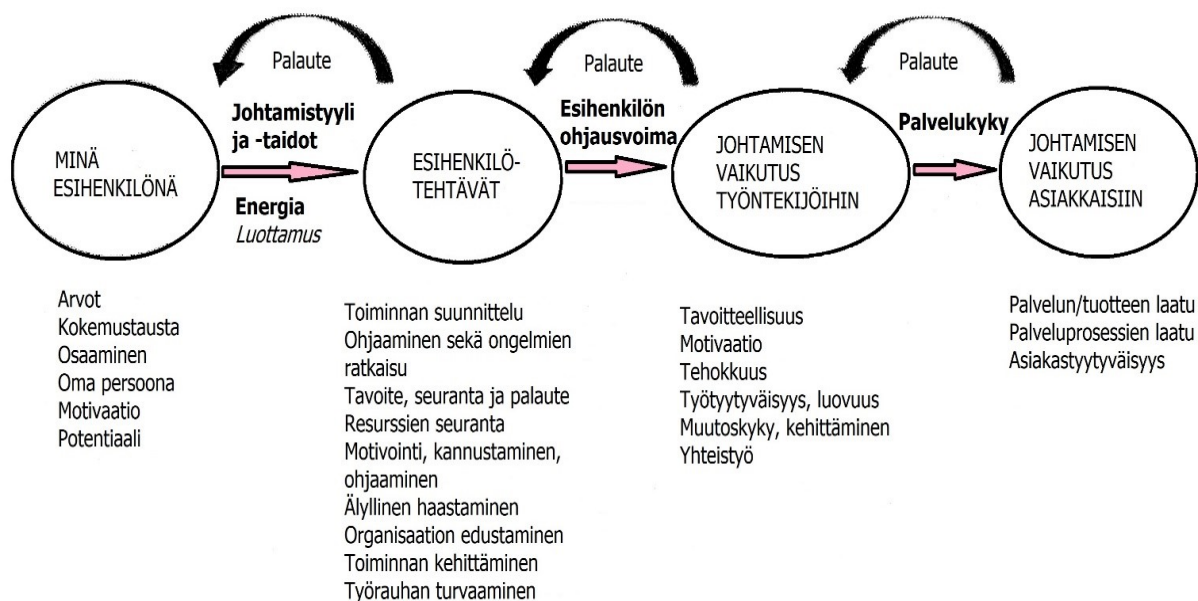 Palaute
Palaute
Palaute
MINÄ
ESIHENKILÖNÄ
Johtamistyyli
ja -taidot
Energia
Luottamus
ESIHENKILÖ-
TEHTÄVÄT
Esihenkilön
ohjausvoima
JOHTAMISEN
VAIKUTUS
TYÖNTEKIJÖIHIN
Palvelukyky
JOHTAMISEN
VAIKUTUS
ASIAKKAISIIN
Arvot
Kokemustausta
Osaaminen
Oma persoona
Motivaatio
Potentiaali
Toiminnan suunnittelu
Ohjaaminen sekä ongelmien
ratkaisu
Tavoite, seuranta ja palaute
Resurssien seuranta
Motivointi, kannustaminen,
ohjaaminen
Älyllinen haastaminen
Organisaation edustaminen
Toiminnan kehittäminen
Työrauhan turvaaminen
Tavoitteellisuus
Motivaatio
Tehokkuus
Työtyytyväisyys, luovuus
Muutoskyky, kehittäminen
Yhteistyö
Palvelun/tuotteen laatu
Palveluprosessien laatu
Asiakastyytyväisyys